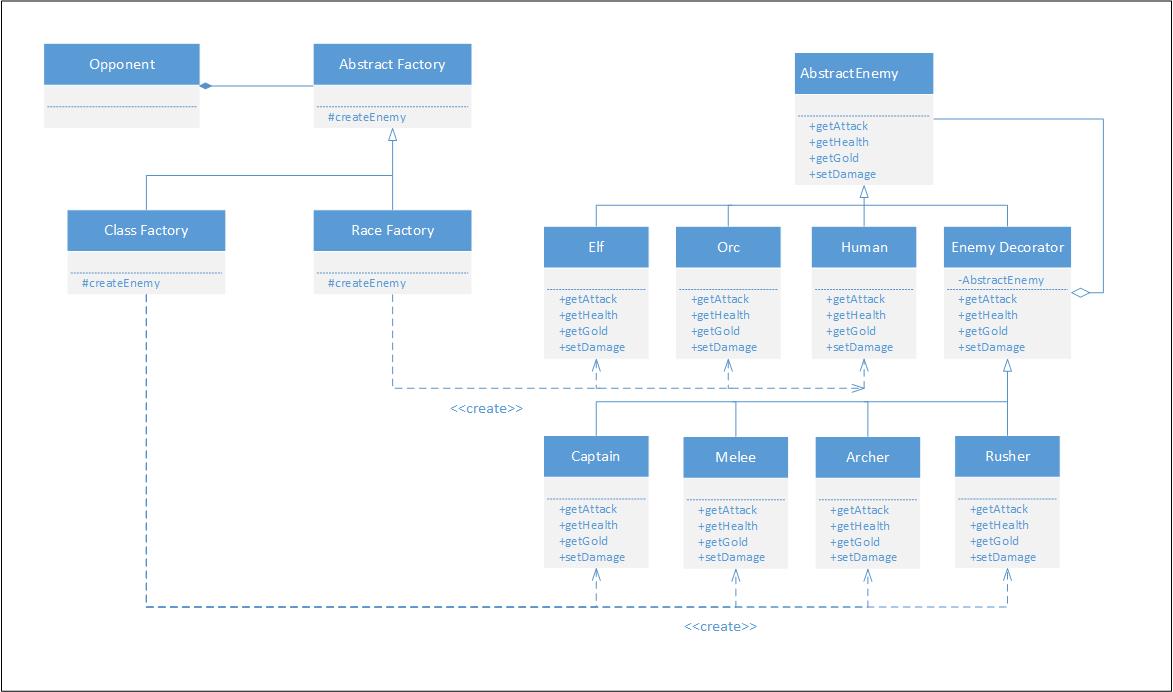 Opponent
Abstract Factory
#createEnemy
Class Factory
#createEnemy
Race Factory
#createEnemy
AbstractEnemy
+getAttack
+getHealth
+getGold
+setDamage
Elf
+getAttack
+getHealth
+getGold
+setDamage
Orc
+getAttack
+getHealth
+getGold
+setDamage
Human
+getAttack
+getHealth
+getGold
+setDamage
Enemy Decorator
-AbstractEnemy
+getAttack
+getHealth
+getGold
+setDamage
<<create>>
Captain
+getAttack
+getHealth
+getGold
+setDamage
Melee
+getAttack
+getHealth
+getGold
+setDamage
Archer
+getAttack
+getHealth
+getGold
+setDamage
Rusher
+getAttack
+getHealth
+getGold
+setDamage
<<create>>